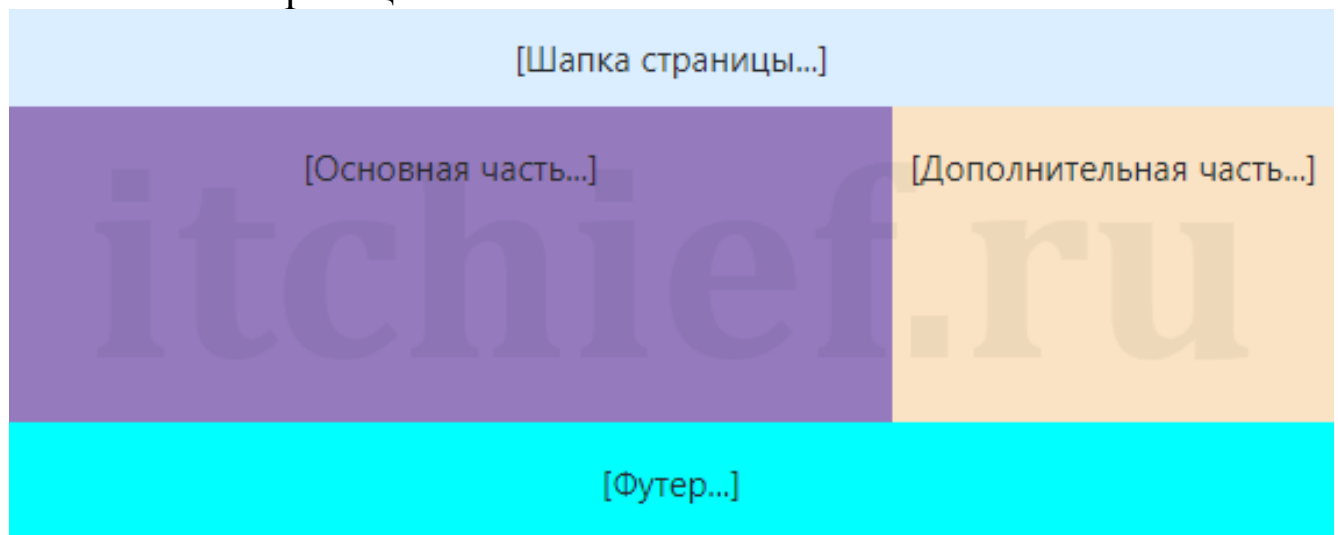 [Шапка страницы...]
[Основная часть...] [Дополнительная часть...]
itchief.ru
[Футер...]